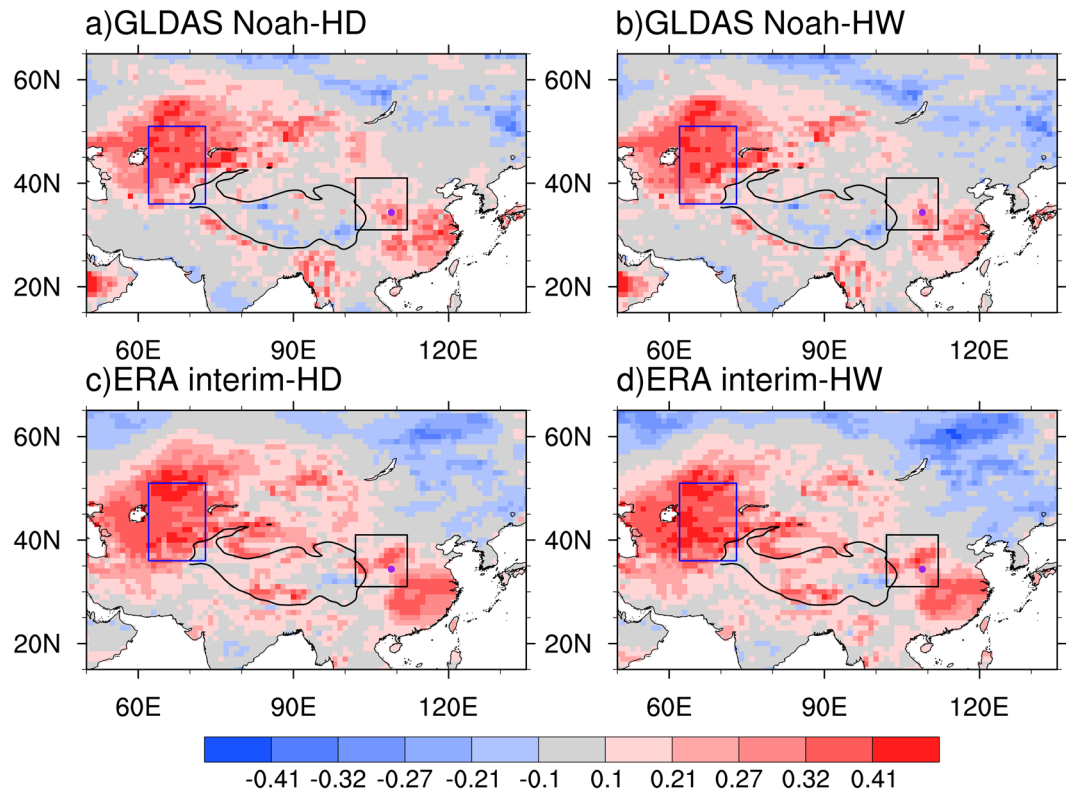 a)GLDAS Noah-HD
b)GLDAS Noah-HW
60N
60N
40N
40N
20N
20N
60E 90E 120E
60E 90E 120E
c)ERA interim-HD
d)ERA interim-HW
60N
60N
40N
40N
20N
20N
60E 90E 120E
60E 90E 120E
-0.41 -0.32 -0.27 -0.21 -0.1 0.1 0.21 0.27 0.32 0.41